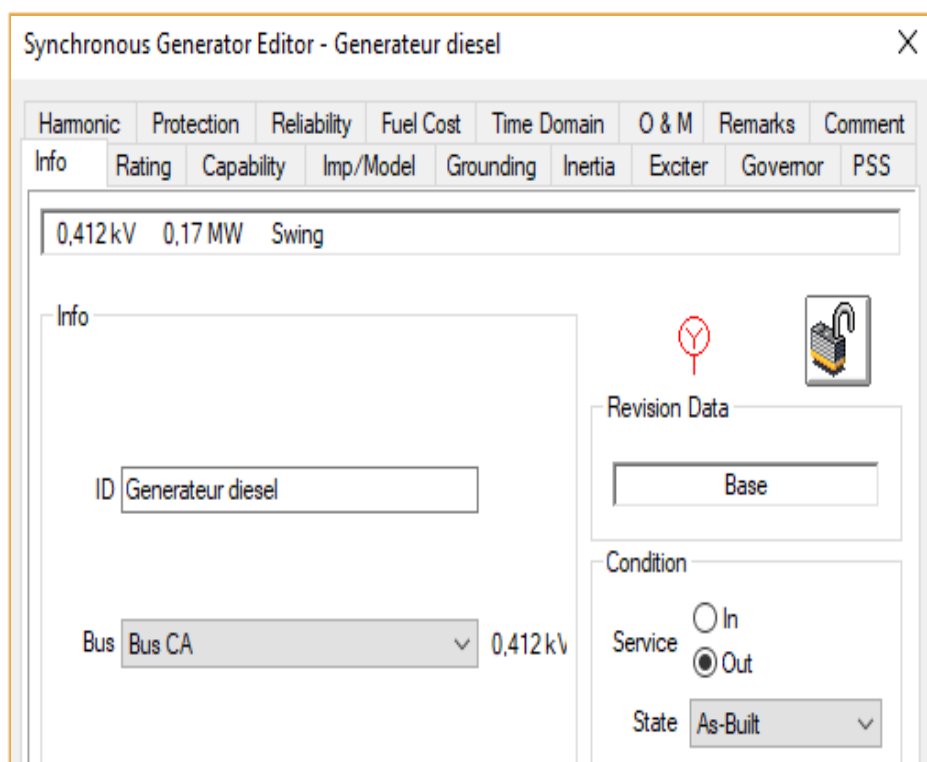 Synchronous Generator Editor - Generateur diesel
Harmonic Protection Reliability Fuel Cost Time Domain O & M Remarks Comment
Info Rating Capability Imp/Model Grounding Inertia Exciter Governor PSS
0,412 kV 0,17 MW Swing
Info
Revision Data
ID Generateur diesel
Base
Condition
Bus Bus CA 0,412 kV
Service In
Out
State As-Built